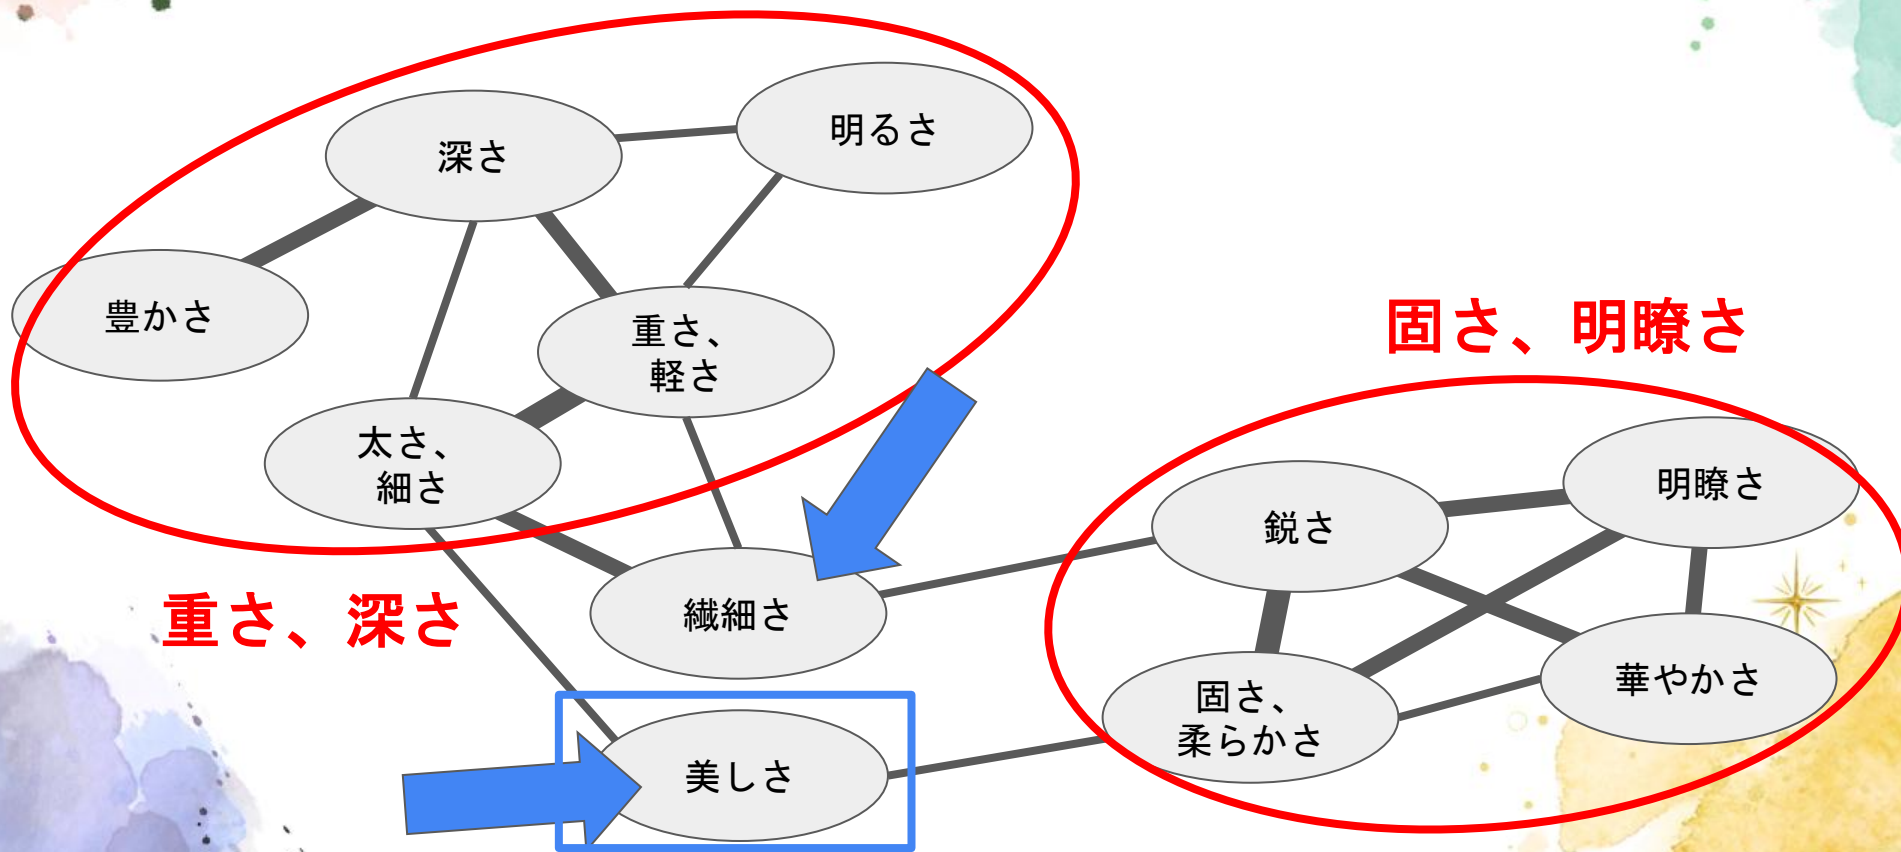 明るさ
深さ
豊かさ
重さ、
軽さ
固さ、明瞭さ
太さ、
細さ
明瞭さ
鋭さ
重さ、深さ
繊細さ
華やかさ
固さ、
柔らかさ
美しさ